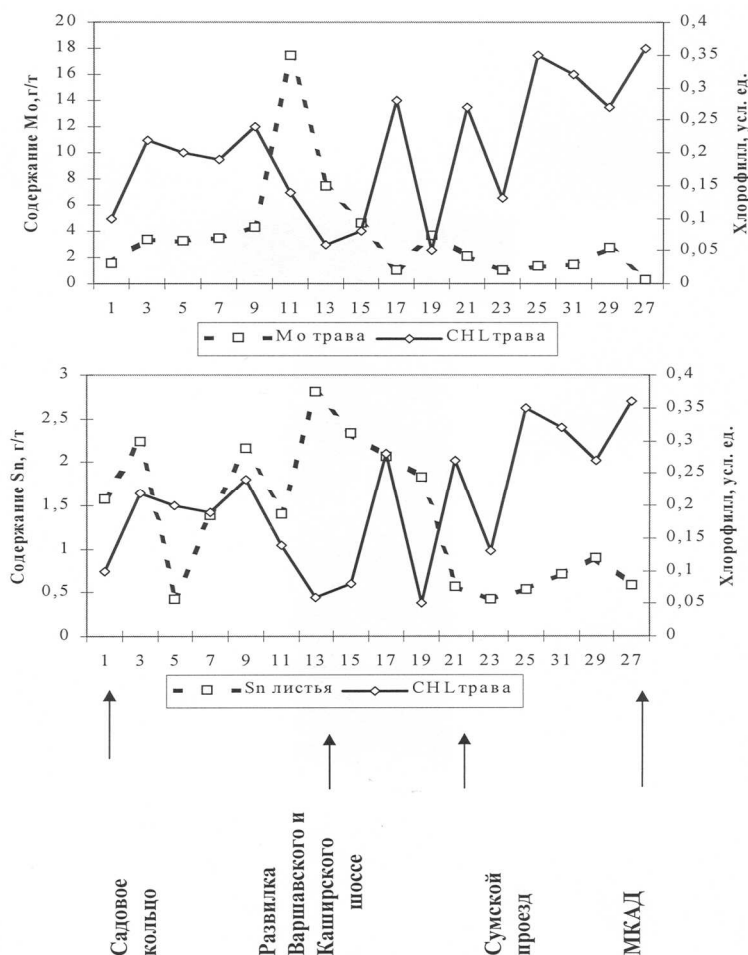 Содержание Mo,г/т
20
18
16
14
12
10
8
6
4
2
0
0,4
0,35
0,3
0,25
0,2
0,15
0,1
0,05
0
Хлорофилл, усл. ед.
1 3 5 7 9 11 13 15 17 19 21 23 25 31 29 27
Mo трава CHL трава
Содержание Sn, г/т
3
2,5
2
1,5
1
0,5
0
0,4
0,35
0,3
0,25
0,2
0,15
0,1
0,05
0
Хлорофилл, усл. ед.
1 3 5 7 9 11 13 15 17 19 21 23 25 31 29 27
Sn листья CHL трава
Садовое
кольцо
Развилка
Варшавского и
Каширского
шоссе
Сумской
проезд
МКАД